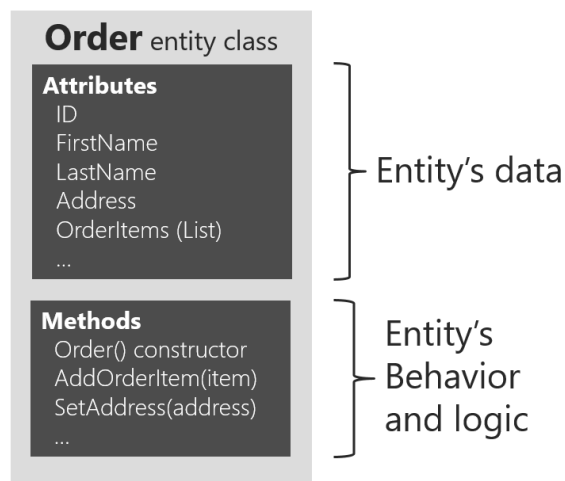 Order entity class
Attributes
ID
FirstName
LastName
Address
OrderItems (List)
...
Entity’s data
Methods
Order() constructor
AddOrderItem(item)
SetAddress(address)
...
Entity’s
Behavior
and logic